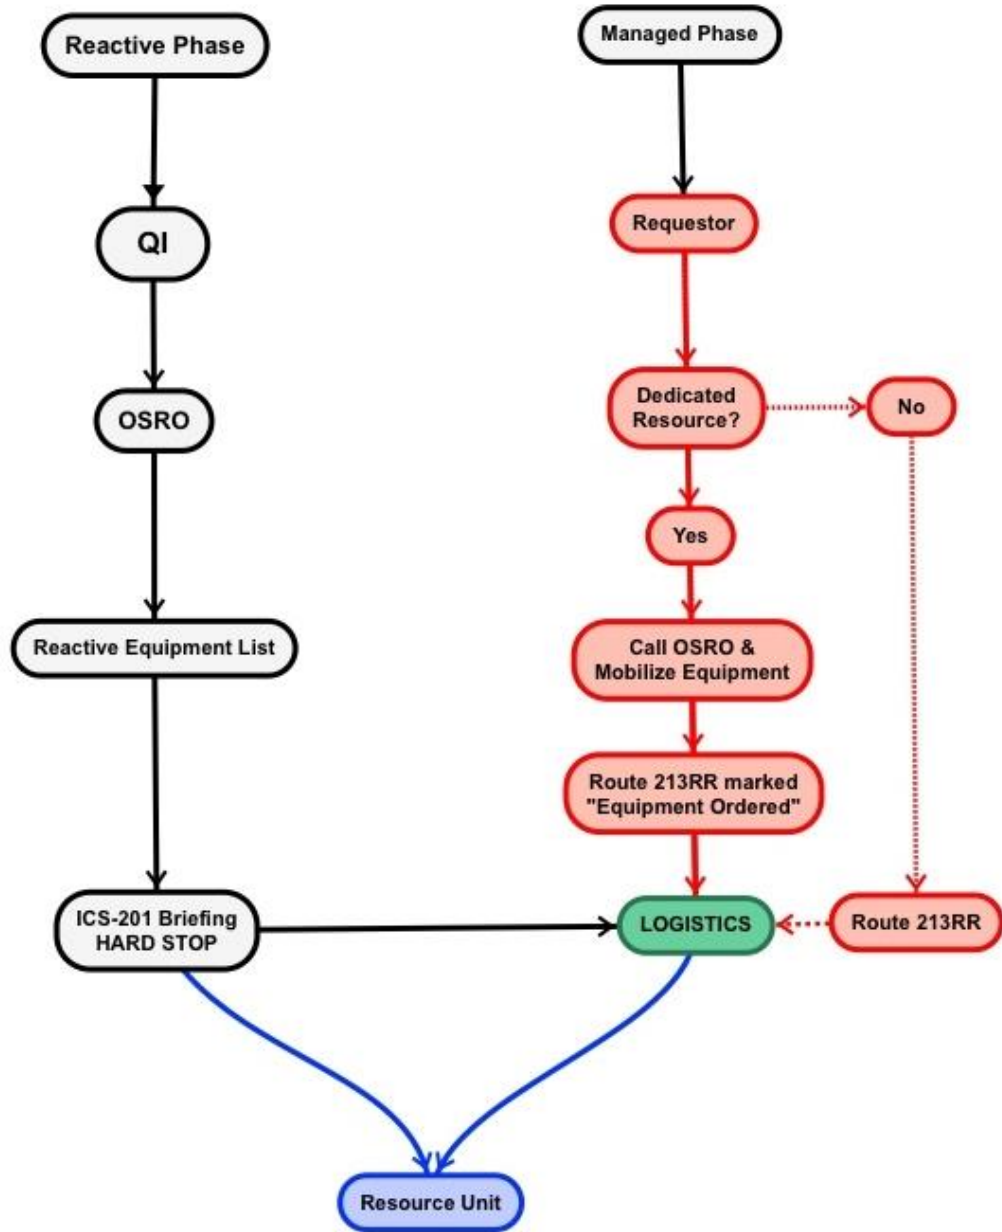 Reactive Phase
Managed Phase
QI
Requestor
OSRO
Dedicated
Resource?
No
Yes
Reactive Equipment List
Call OSRO &
Mobilize Equipment
Route 213RR marked
"Equipment Ordered"
ICS-201 Briefing
HARD STOP
LOGISTICS
Route 213RR
Resource Unit